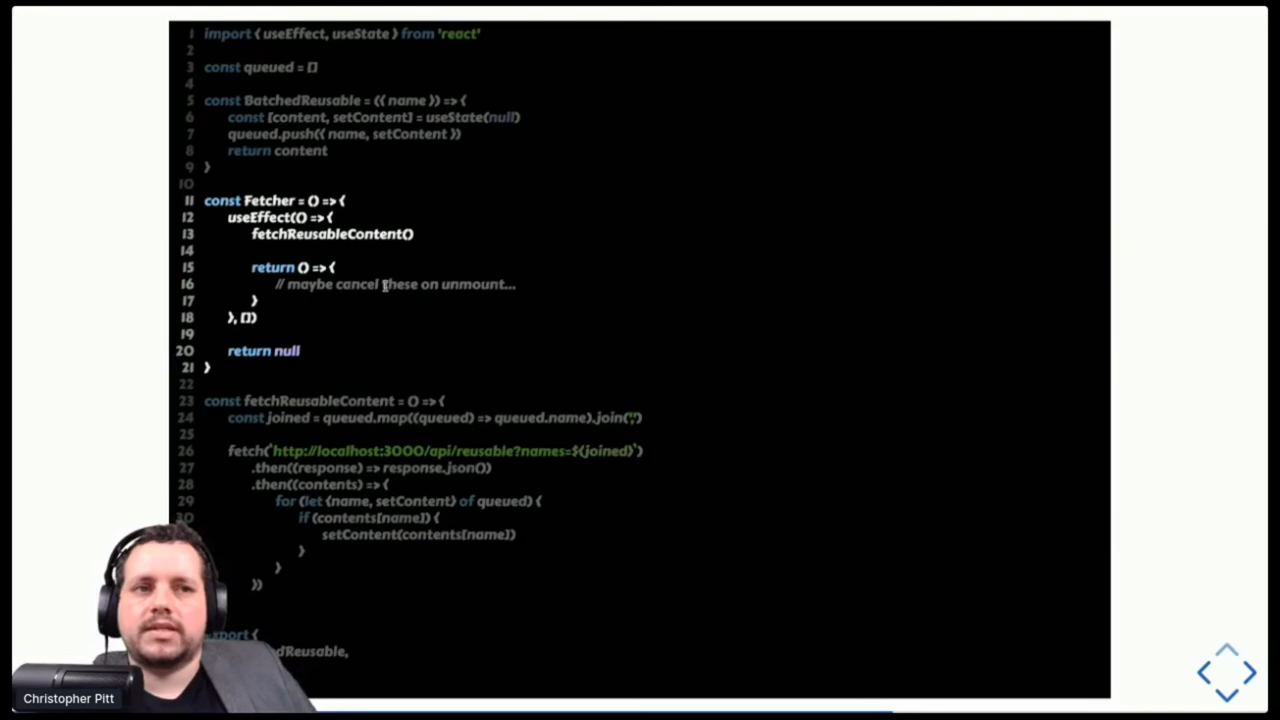 1 import { useEffect, useState } from 'react'
2
3 const queued = []
4
5 const BatchedReusable = ({ name }) => {
6 const [content, setContent] = useState(null)
7 queued.push({ name, setContent })
8 return content
9 }
10
11 const Fetcher = () => {
12 useEffect(() => {
13 fetchReusableContent()
14
15 return () => {
16 // maybe cancel these on unmount...
17 }
18 }, [])
19
20 return null
21 }
22
23 const fetchReusableContent = () => {
24 const joined = queued.map((queued) => queued.name).join(',')
25
26 fetch(`http://localhost:3000/api/reusable?names=${joined}`)
27 .then((response) => response.json())
28 .then((contents) => {
29 for (let {name, setContent} of queued) {
30 if (contents[name]) {
setContent(contents[name])
}
}
})
export {
dReusable,
Christopher Pitt